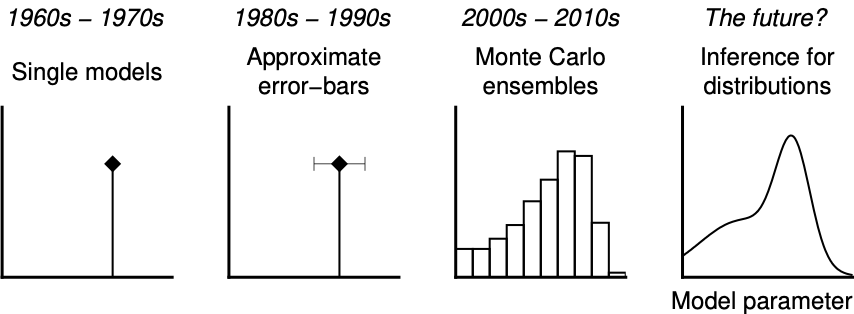 1960s – 1970s
Single models
1980s – 1990s
Approximate
error–bars
2000s – 2010s
Monte Carlo
ensembles
The future?
Inference for
distributions
Model parameter